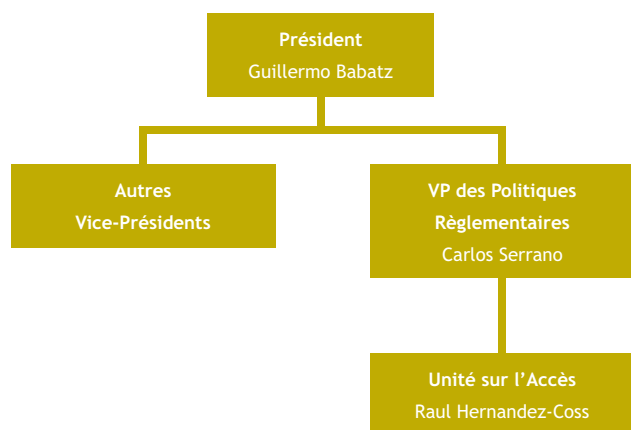 Président
Guillermo Babatz
Autres
Vice-Présidents
VP des Politiques
Règlementaires
Carlos Serrano
Unité sur l'Accès
Raul Hernandez-Coss